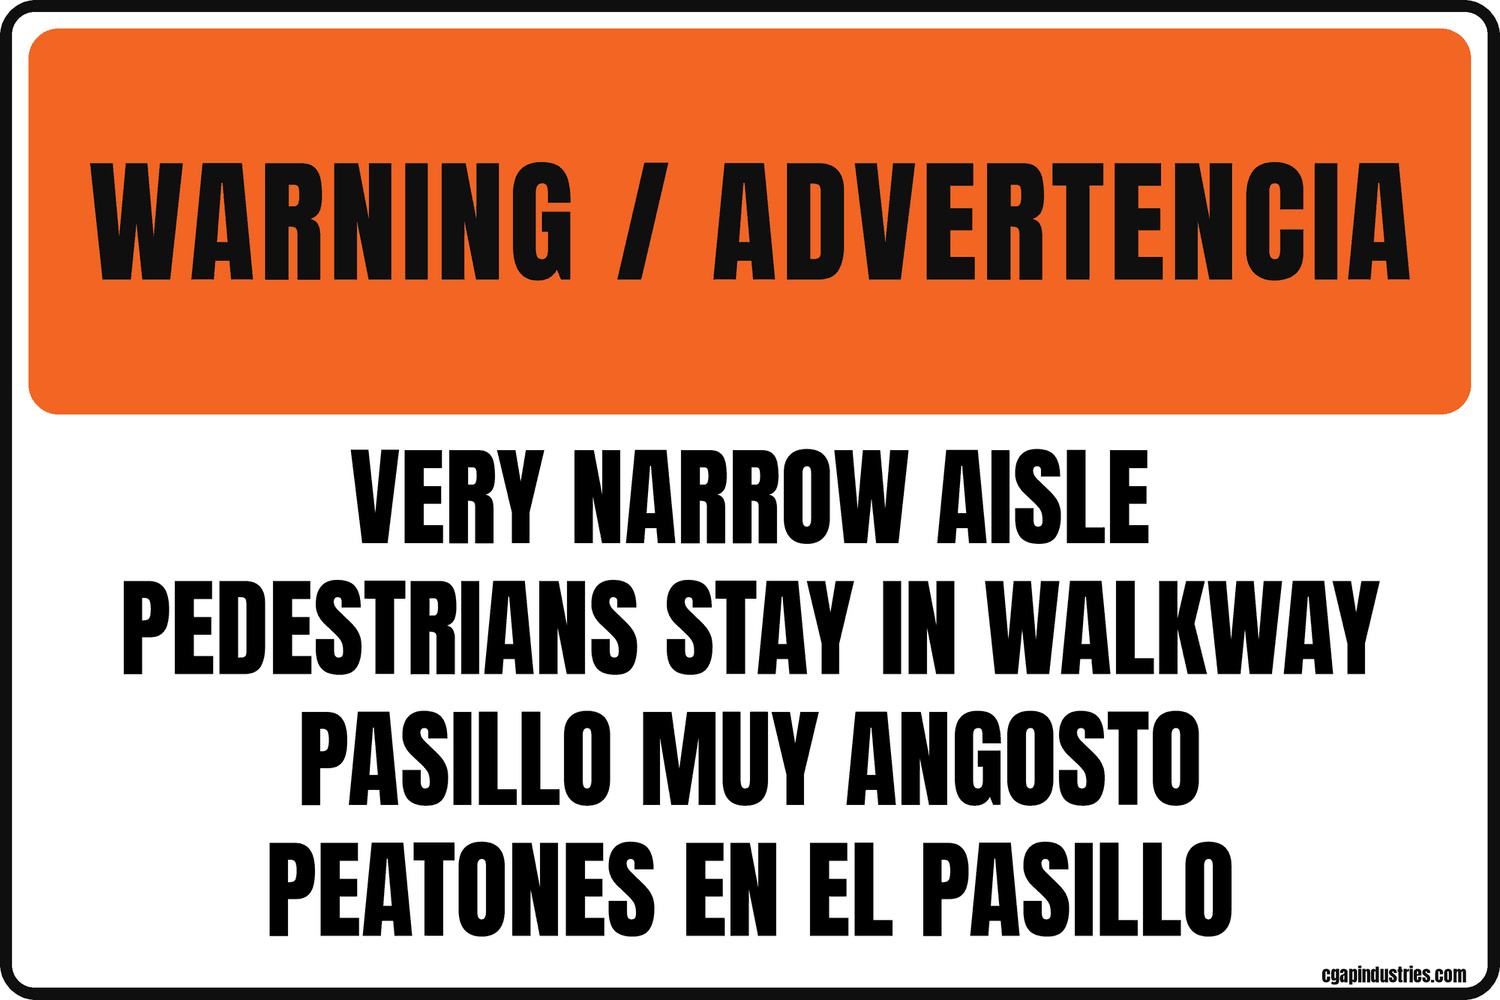 WARNING / ADVERTENCIA
VERY NARROW AISLE
PEDESTRIANS STAY IN WALKWAY
PASILLO MUY ANGOSTO
PEATONES EN EL PASILLO
cgapindustries.com